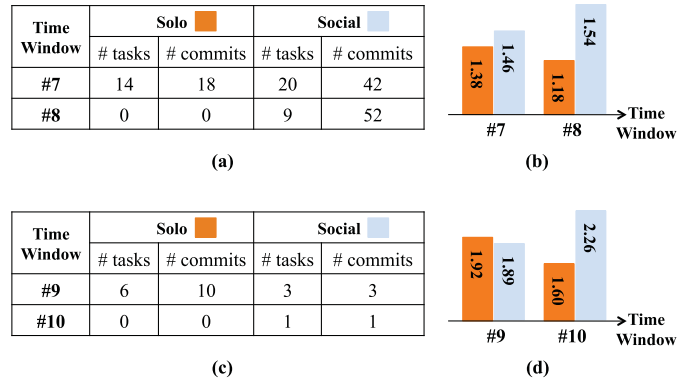 Time Window Solo Social
# tasks # commits # tasks # commits
#7 14 18 20 42
#8 0 0 9 52
(a)
1.38 1.46 1.18 1.54
#7 #8
Time
Window
(b)
Time Window Solo Social
# tasks # commits # tasks # commits
#9 6 10 3 3
#10 0 0 1 1
(c)
1.92 1.89 1.60 2.26
#9 #10
Time
Window
(d)